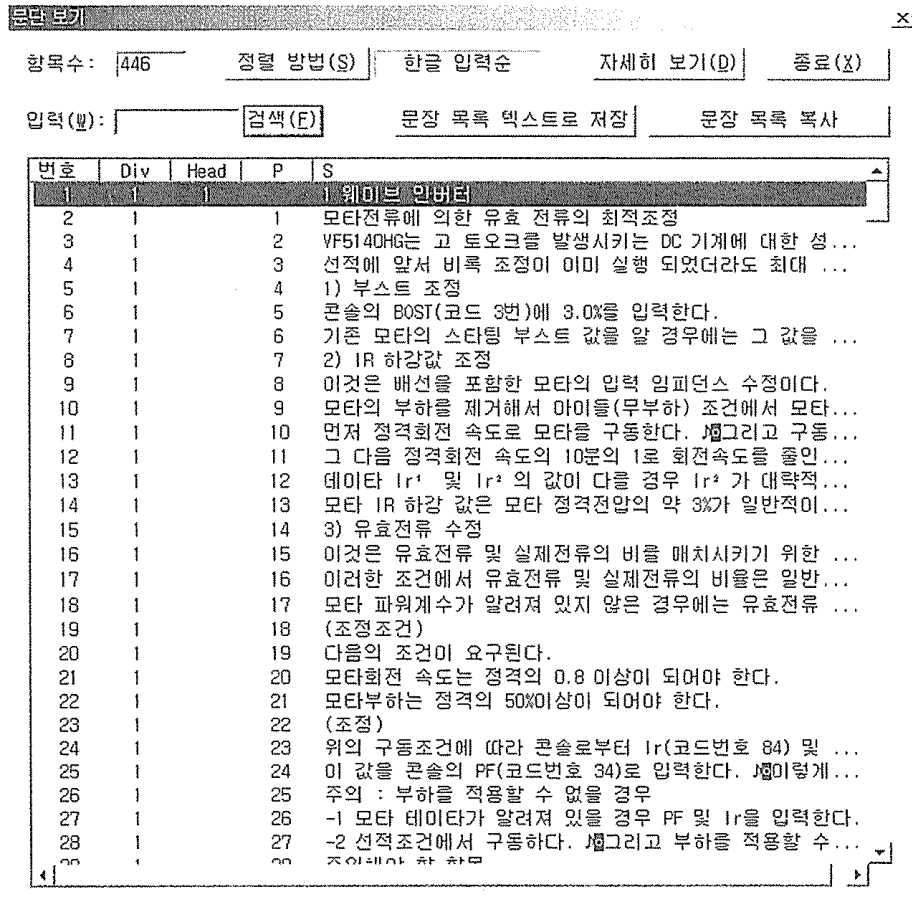 문단 보기
항목수: 446 정렬 방법(S) 한글 입력순 자세히 보기(D) 종료(X)
입력(W): 검색(F) 문장 목록 텍스트로 저장 문장 목록 복사
번호 Div Head P S
1 1 1 1 웨이브 인버터
2 1 1 모타전류에 의한 유효 전류의 최적조정
3 1 2 VF5140HG는 고 토오크를 발생시키는 DC 기계에 대한 성...
4 1 3 선적에 앞서 비록 조정이 이미 실행 되었더라도 최대 ...
5 1 4 1) 부스트 조정
6 1 5 콘솔의 BOST(코드 3번)에 3.0%를 입력한다.
7 1 6 기존 모타의 스타팅 부스트 값을 알 경우에는 그 값을 ...
8 1 7 2) IR 하강값 조정
9 1 8 이것은 배선을 포함한 모타의 입력 임피던스 수정이다.
10 1 9 모타의 부하를 제거해서 아이들(무부하) 조건에서 모타...
11 1 10 먼저 정격회전 속도로 모타를 구동한다. 그리고 구동...
12 1 11 그 다음 정격회전 속도의 10분의 1로 회전속도를 줄인...
13 1 12 데이타 Ir¹ 및 Ir² 의 값이 다를 경우 Ir² 가 대략적...
14 1 13 모타 IR 하강 값은 모타 정격전압의 약 3%가 일반적이...
15 1 14 3) 유효전류 수정
16 1 15 이것은 유효전류 및 실제전류의 비를 매치시키기 위한 ...
17 1 16 이러한 조건에서 유효전류 및 실제전류의 비율은 일반...
18 1 17 모타 파워계수가 알려져 있지 않은 경우에는 유효전류 ...
19 1 18 (조정조건)
20 1 19 다음의 조건이 요구된다.
21 1 20 모타회전 속도는 정격의 0.8 이상이 되어야 한다.
22 1 21 모타부하는 정격의 50%이상이 되어야 한다.
23 1 22 (조정)
24 1 23 위의 구동조건에 따라 콘솔로부터 Ir(코드번호 84) 및 ...
25 1 24 이 값을 콘솔의 PF(코드번호 34)로 입력한다. 이렇게...
26 1 25 주의 : 부하를 적용할 수 없을 경우
27 1 26 -1 모타 테이타가 알려져 있을 경우 PF 및 Ir을 입력한다.
28 1 27 -2 선적조건에서 구동하다. 그리고 부하를 적용할 수...